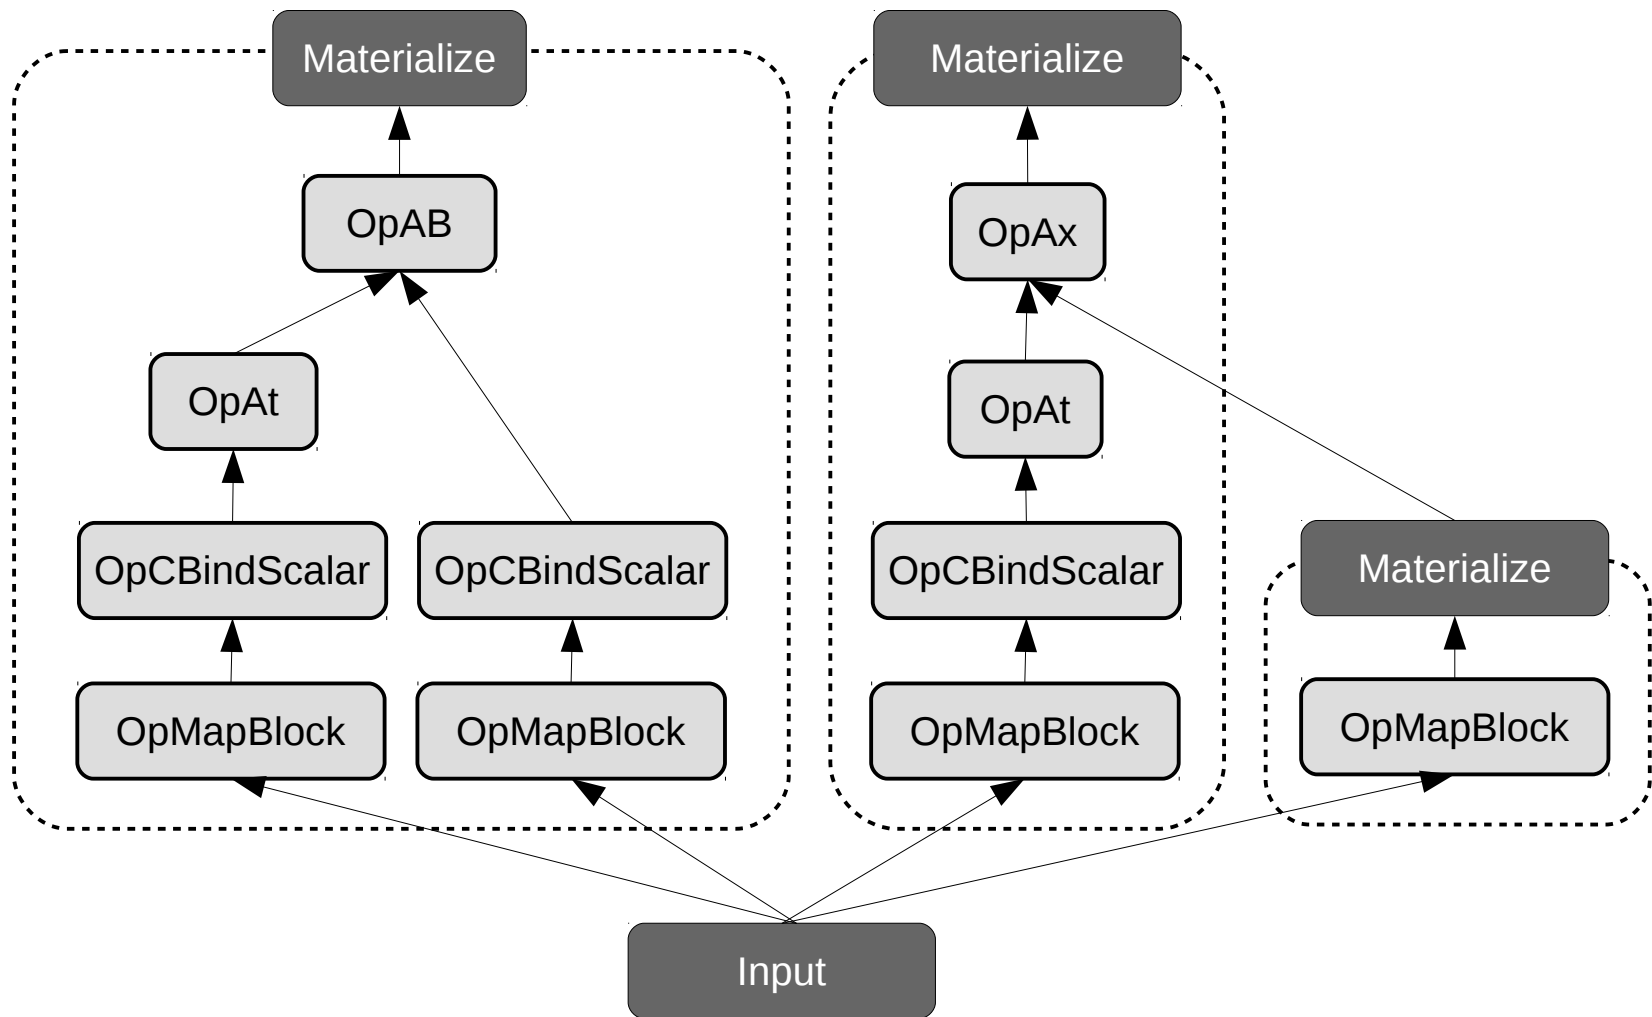 Materialize
Materialize
OpAB
OpAx
OpAt
OpAt
OpCBindScalar
OpCBindScalar
OpCBindScalar
Materialize
OpMapBlock
OpMapBlock
OpMapBlock
OpMapBlock
Input